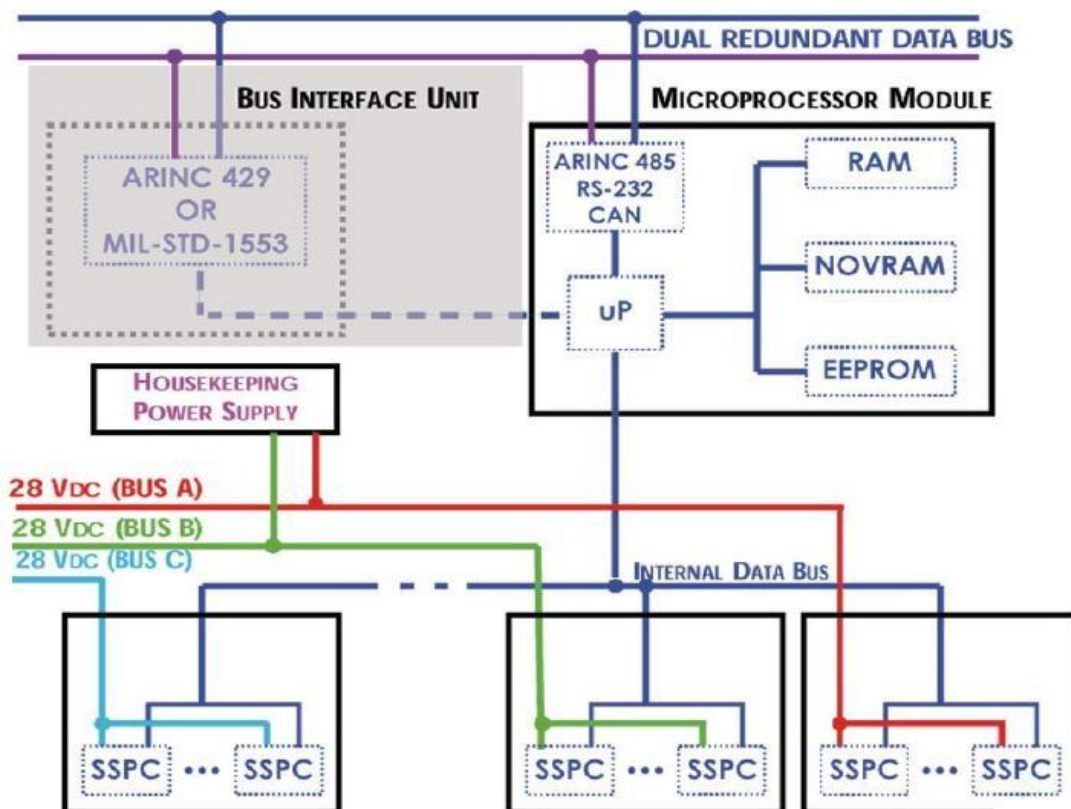 DUAL REDUNDANT DATA BUS
BUS INTERFACE UNIT
MICROPROCESSOR MODULE
ARINC 429
OR
MIL-STD-1553
ARINC 485
RS-232
CAN
uP
RAM
NOVRAM
EEPROM
HOUSEKEEPING
POWER SUPPLY
28 VDC (BUS A)
28 VDC (BUS B)
28 VDC (BUS C)
INTERNAL DATA BUS
SSPC ••• SSPC
SSPC ••• SSPC
SSPC ••• SSPC